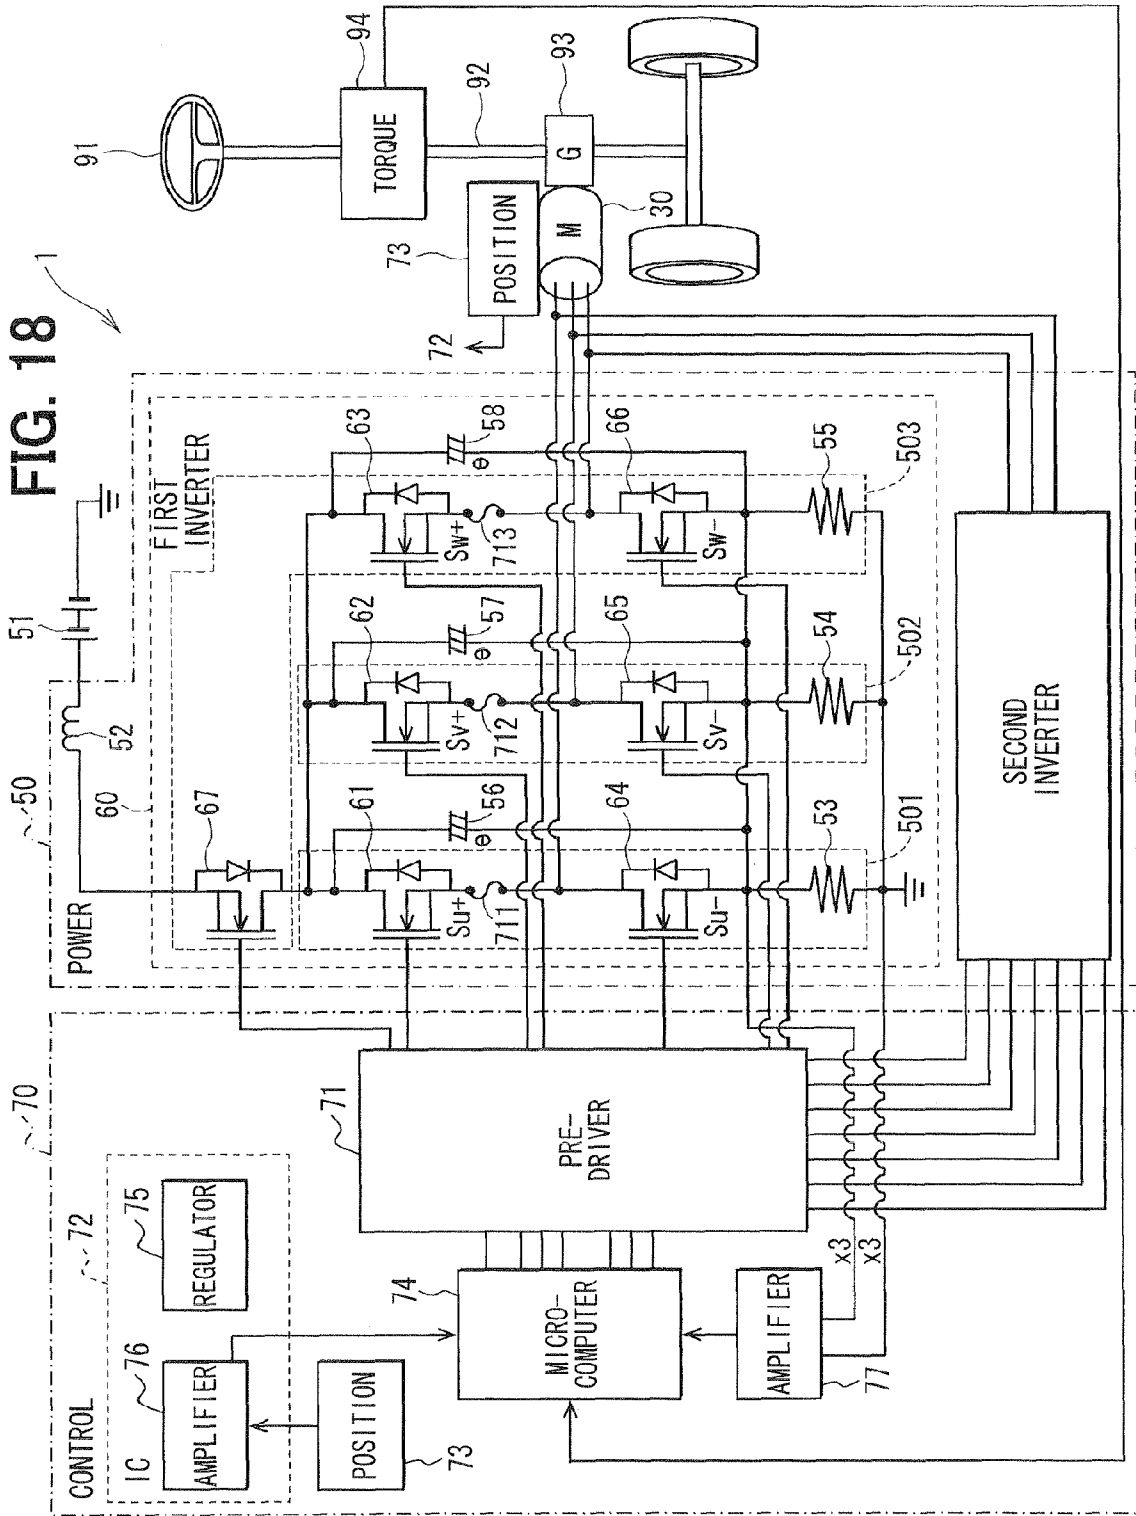 FIG. 18
1
CONTROL
70
72
IC
76
AMPLIFIER
75
REGULATOR
POSITION
73
74
MICRO-
COMPUTER
AMPLIFIER
77
x3
x3
71
PRE-
DRIVER
50
POWER
60
FIRST
INVERTER
52
51
67
61
62
63
Su+
Sv+
Sw+
711
712
713
56
57
58
⊖
⊖
⊖
64
65
66
Su-
Sv-
Sw-
53
54
55
501
502
503
SECOND
INVERTER
72
73
POSITION
M
30
G
93
92
TORQUE
94
91